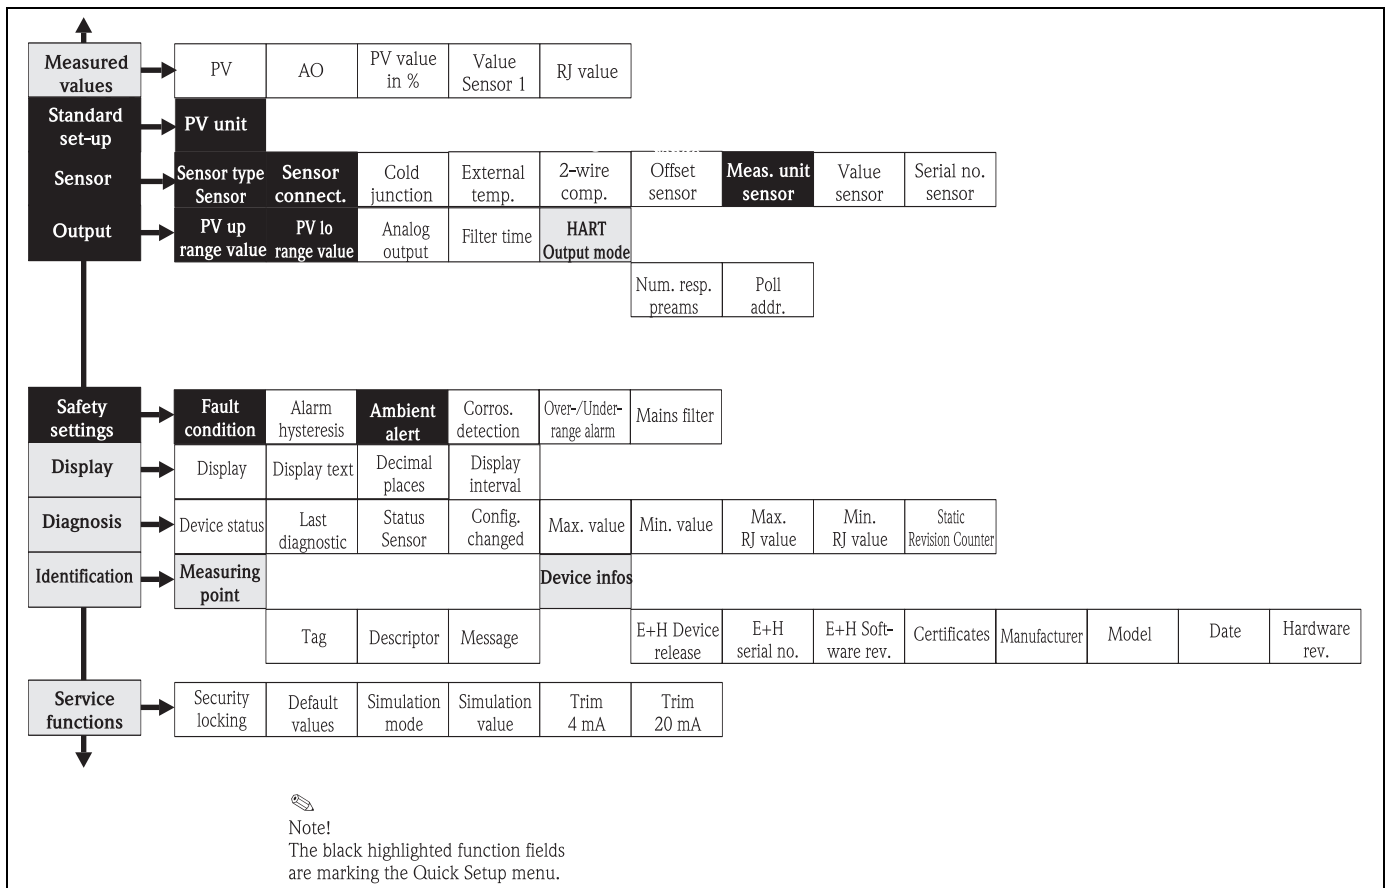 Measured
values
PV
AO
PV value
in %
Value
Sensor 1
RJ value
Standard
set-up
PV unit
Sensor
Sensor type
Sensor
Sensor
connect.
Cold
junction
External
temp.
2-wire
comp.
Offset
sensor
Meas. unit
sensor
Value
sensor
Serial no.
sensor
Output
PV up
range value
PV lo
range value
Analog
output
Filter time
HART
Output mode
Num. resp.
preams
Poll
addr.
Safety
settings
Fault
condition
Alarm
hysteresis
Ambient
alert
Corros.
detection
Over-/Under-
range alarm
Mains filter
Display
Display
Display text
Decimal
places
Display
interval
Diagnosis
Device status
Last
diagnostic
Status
Sensor
Config.
changed
Max. value
Min. value
Max.
RJ value
Min.
RJ value
Static
Revision Counter
Identification
Measuring
point
Device infos
Tag
Descriptor
Message
E+H Device
release
E+H
serial no.
E+H Soft-
ware rev.
Certificates
Manufacturer
Model
Date
Hardware
rev.
Service
functions
Security
locking
Default
values
Simulation
mode
Simulation
value
Trim
4 mA
Trim
20 mA
Note!
The black highlighted function fields
are marking the Quick Setup menu.